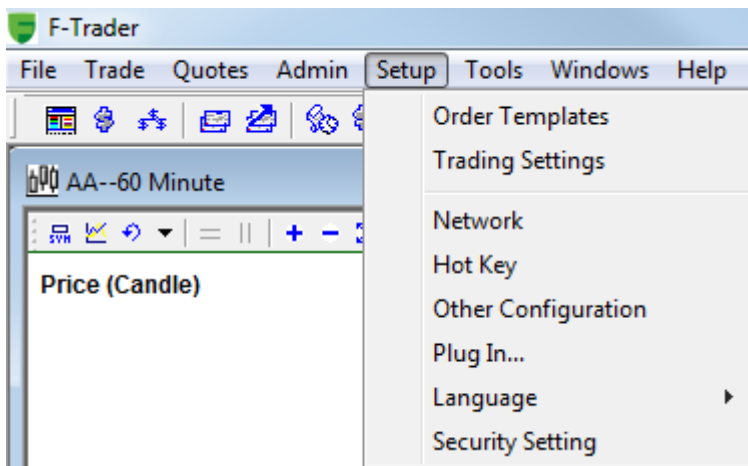 F-Trader
File Trade Quotes Admin Setup Tools Windows Help
Order Templates
Trading Settings
Network
Hot Key
Other Configuration
Plug In...
Language
Security Setting
AA--60 Minute
SYM
Price (Candle)